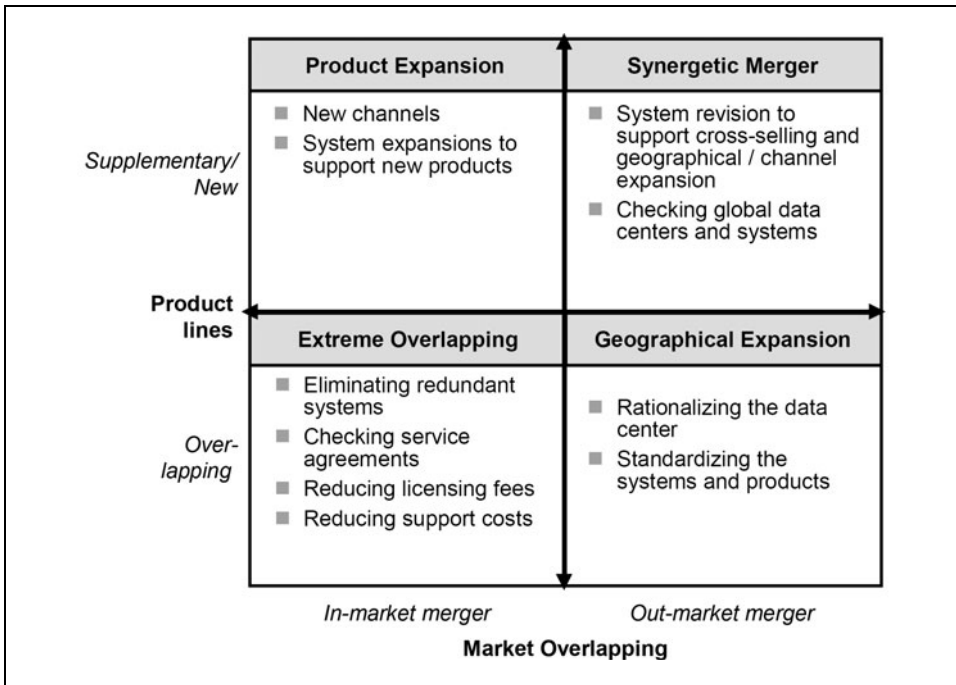 Product Expansion
New channels
System expansions to
support new products
Synergetic Merger
System revision to
support cross-selling and
geographical / channel
expansion
Checking global data
centers and systems
Supplementary/
New
Product
lines
Extreme Overlapping
Eliminating redundant
systems
Checking service
agreements
Reducing licensing fees
Reducing support costs
Geographical Expansion
Rationalizing the data
center
Standardizing the
systems and products
Over-
lapping
In-market merger
Out-market merger
Market Overlapping